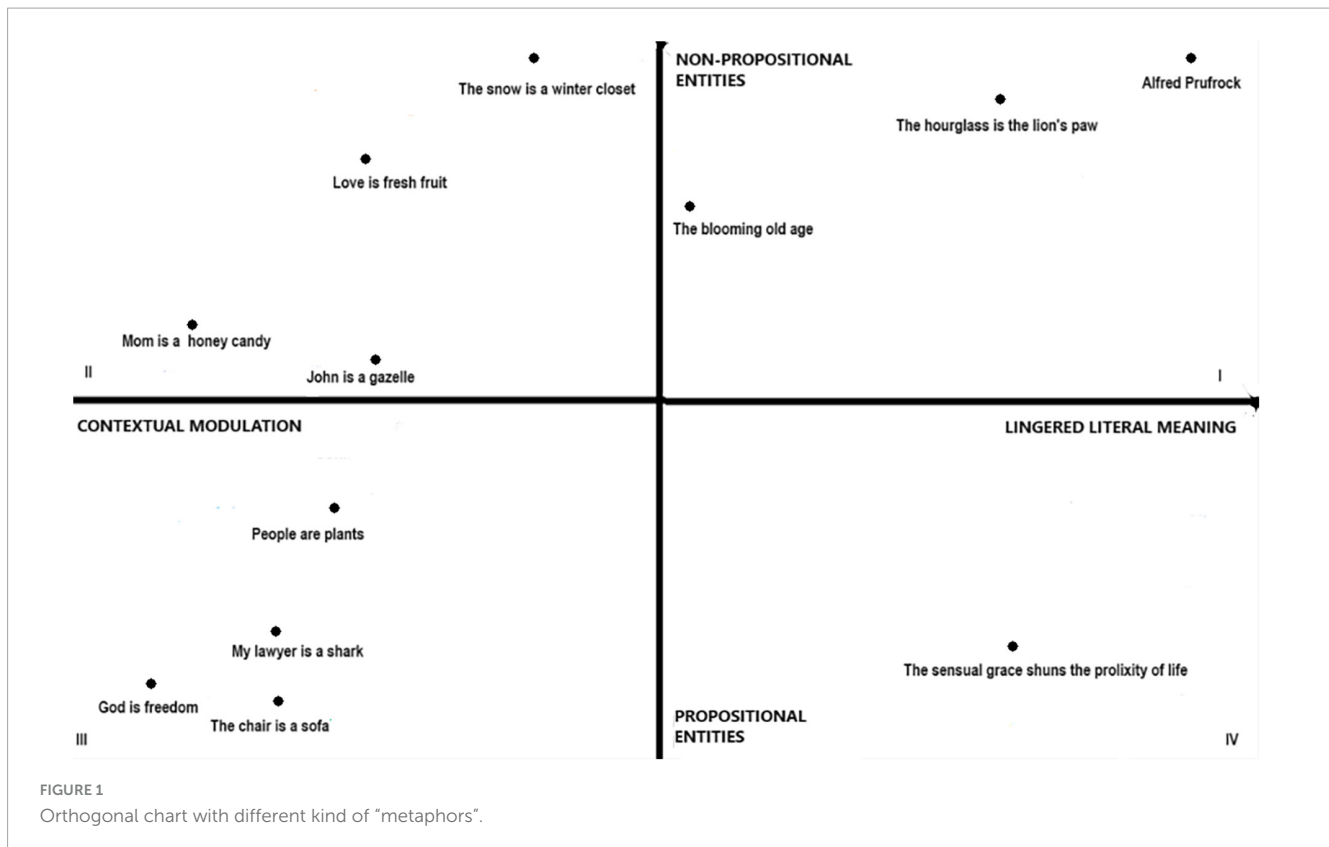 NON-PROPOSITIONAL
ENTITIES
The snow is a winter closet
Alfred Prufrock
The hourglass is the lion's paw
Love is fresh fruit
The blooming old age
Mom is a honey candy
John is a gazelle
II
I
CONTEXTUAL MODULATION
LINGERED LITERAL MEANING
People are plants
My lawyer is a shark
The sensual grace shuns the prolixity of life
God is freedom
The chair is a sofa
PROPOSITIONAL
ENTITIES
III
IV
FIGURE 1
Orthogonal chart with different kind of “metaphors”.